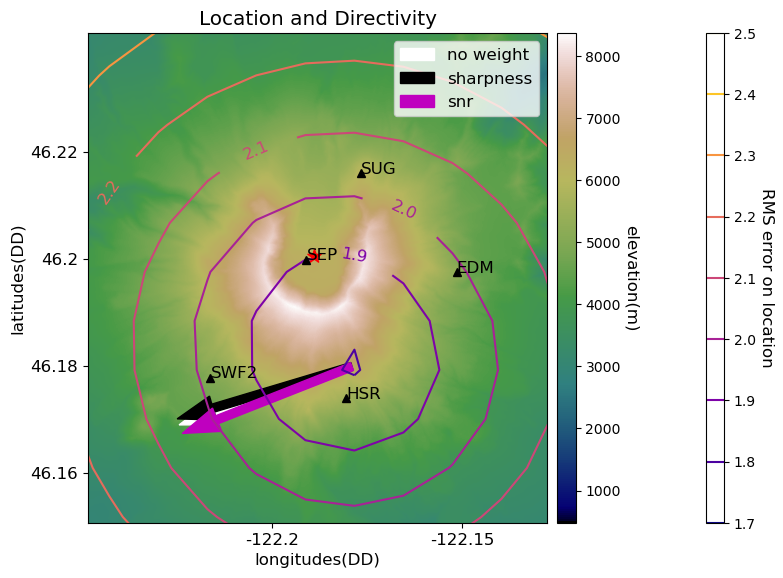 Location and Directivity
no weight
sharpness
snr
2.1
2.2
2.0
1.9
SUG
SEP
EDM
SWF2
HSR
46.22
46.2
46.18
46.16
latitudes(DD)
-122.2
-122.15
longitudes(DD)
8000
7000
6000
5000
4000
3000
2000
1000
elevation(m)
2.5
2.4
2.3
2.2
2.1
2.0
1.9
1.8
1.7
RMS error on location